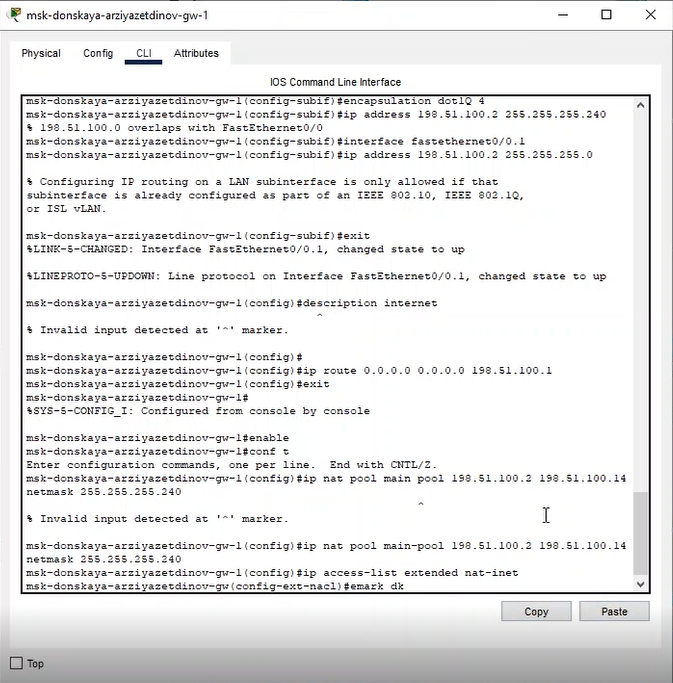 msk-donskaya-arziyazetdinov-gw-1
Physical Config CLI Attributes
IOS Command Line Interface
msk-donskaya-arziyazetdinov-gw-1(config-subif)#encapsulation dot1Q 4
msk-donskaya-arziyazetdinov-gw-1(config-subif)#ip address 198.51.100.2 255.255.255.240
% 198.51.100.0 overlaps with FastEthernet0/0
msk-donskaya-arziyazetdinov-gw-1(config-subif)#interface fastethernet0/0.1
msk-donskaya-arziyazetdinov-gw-1(config-subif)#ip address 198.51.100.2 255.255.255.0
% Configuring IP routing on a LAN subinterface is only allowed if that
subinterface is already configured as part of an IEEE 802.10, IEEE 802.1Q,
or ISL vLAN.
msk-donskaya-arziyazetdinov-gw-1(config-subif)#exit
%LINK-5-CHANGED: Interface FastEthernet0/0.1, changed state to up
%LINEPROTO-5-UPDOWN: Line protocol on Interface FastEthernet0/0.1, changed state to up
msk-donskaya-arziyazetdinov-gw-1(config)#description internet
^
% Invalid input detected at '^' marker.
msk-donskaya-arziyazetdinov-gw-1(config)#
msk-donskaya-arziyazetdinov-gw-1(config)#ip route 0.0.0.0 0.0.0.0 198.51.100.1
msk-donskaya-arziyazetdinov-gw-1(config)#exit
msk-donskaya-arziyazetdinov-gw-1#
%SYS-5-CONFIG_I: Configured from console by console
msk-donskaya-arziyazetdinov-gw-1#enable
msk-donskaya-arziyazetdinov-gw-1#conf t
Enter configuration commands, one per line. End with CNTL/Z.
msk-donskaya-arziyazetdinov-gw-1(config)#ip nat pool main pool 198.51.100.2 198.51.100.14
netmask 255.255.255.240
^
% Invalid input detected at '^' marker.
msk-donskaya-arziyazetdinov-gw-1(config)#ip nat pool main-pool 198.51.100.2 198.51.100.14
netmask 255.255.255.240
msk-donskaya-arziyazetdinov-gw-1(config)#ip access-list extended nat-inet
msk-donskaya-arziyazetdinov-gw(config-ext-nacl)#emark dk
Copy Paste
Top